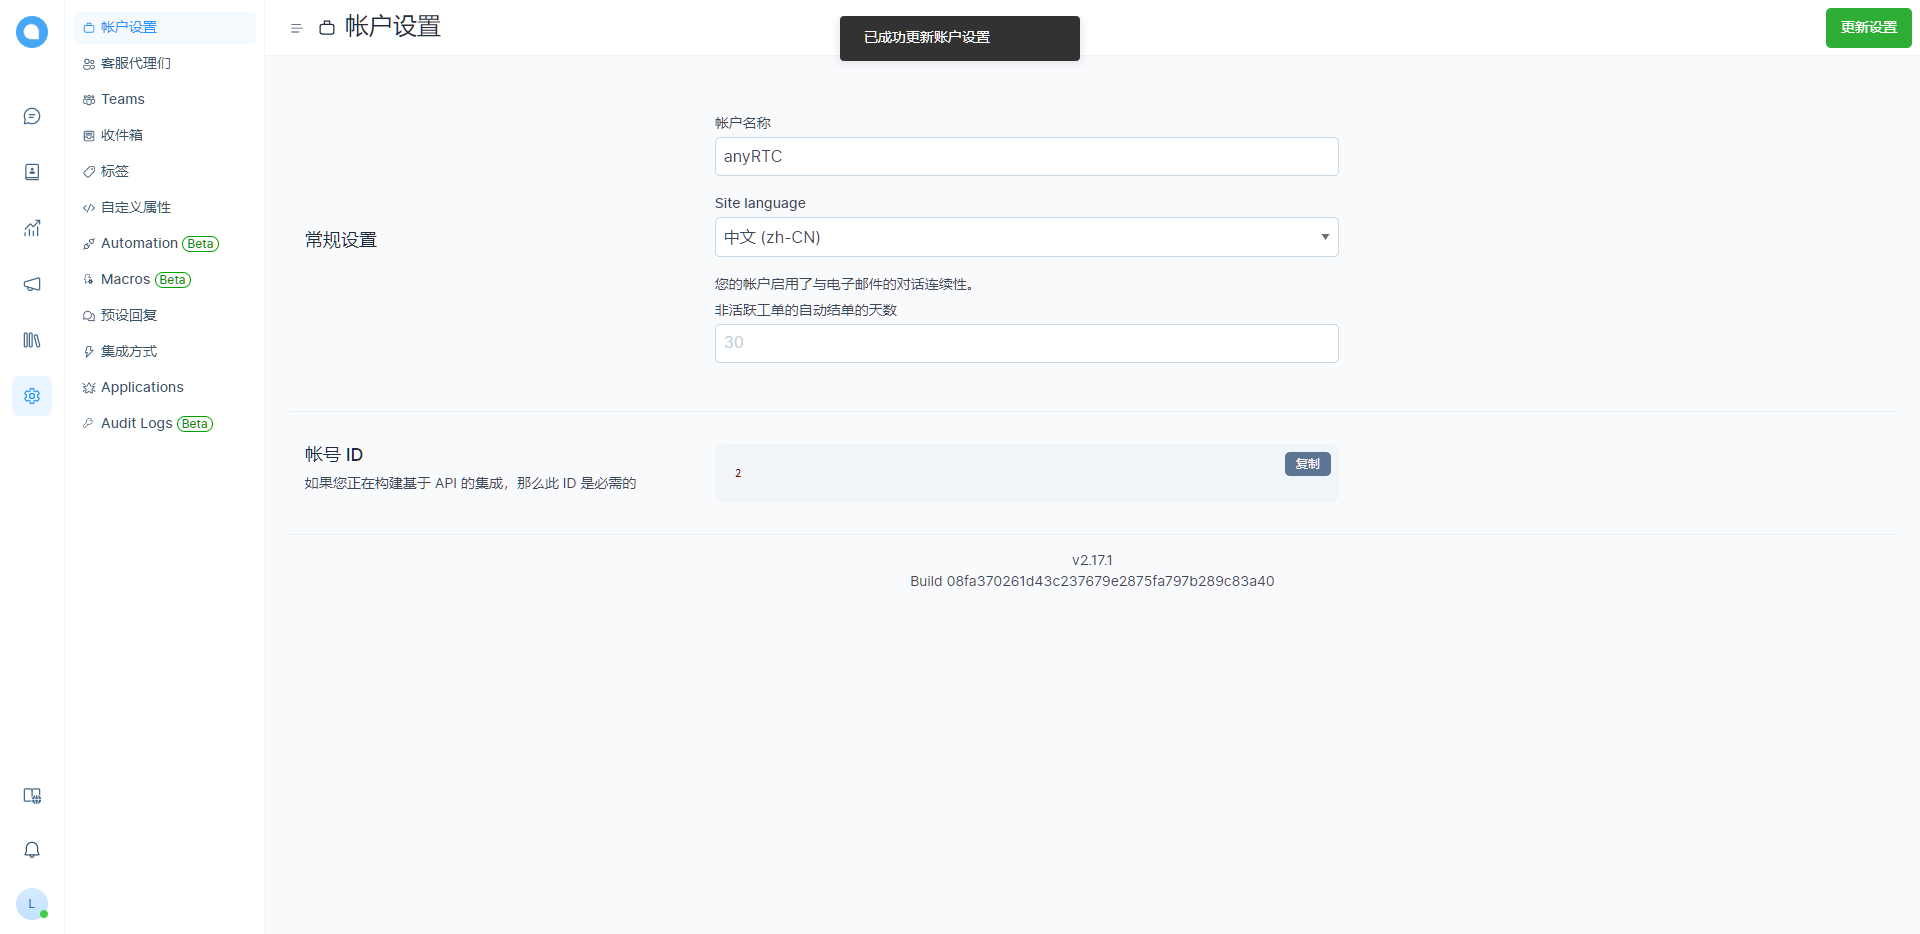 帐户设置
客服代理们
Teams
收件箱
标签
自定义属性
Automation Beta
Macros Beta
预设回复
集成方式
Applications
Audit Logs Beta
L
帐户设置
已成功更新账户设置
更新设置
常规设置
帐户名称
anyRTC
Site language
中文 (zh-CN)
您的帐户启用了与电子邮件的对话连续性。
非活跃工单的自动结单的天数
30
帐号 ID
如果您正在构建基于 API 的集成，那么此 ID 是必需的
2
复制
v2.17.1
Build 08fa370261d43c237679e2875fa797b289c83a40